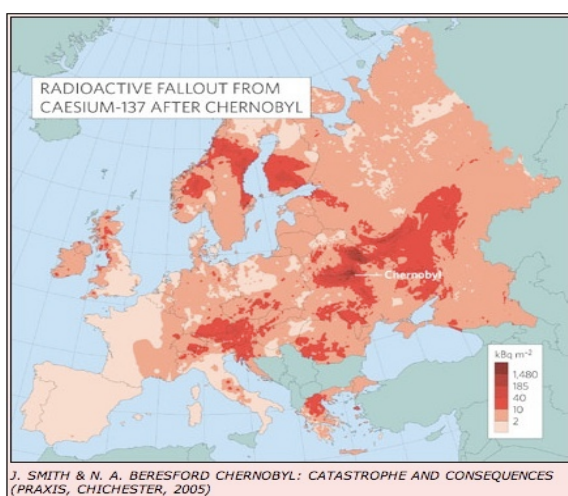 RADIOACTIVE FALLOUT FROM
CAESIUM-137 AFTER CHERNOBYL
Chernobyl
kBq m⁻²
1,480
185
40
10
2
J. SMITH & N. A. BERESFORD CHERNOBYL: CATASTROPHE AND CONSEQUENCES
(PRAXIS, CHICHESTER, 2005)